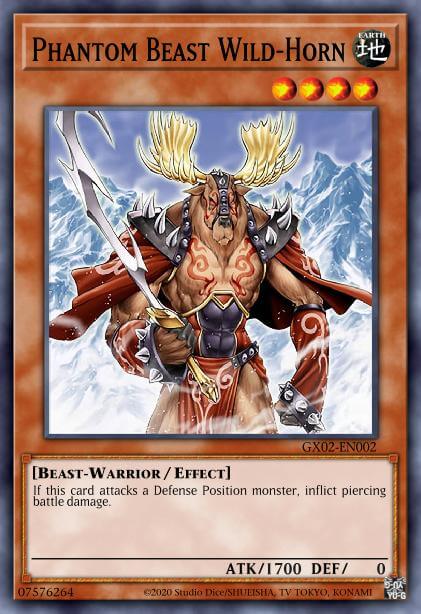 PHANTOM BEAST WILD-HORN
EARTH
地
GX02-EN002
[BEAST-WARRIOR / EFFECT]
If this card attacks a Defense Position monster, inflict piercing
battle damage.
ATK/1700 DEF/ 0
07576264
©2020 Studio Dice/SHUEISHA, TV TOKYO, KONAMI